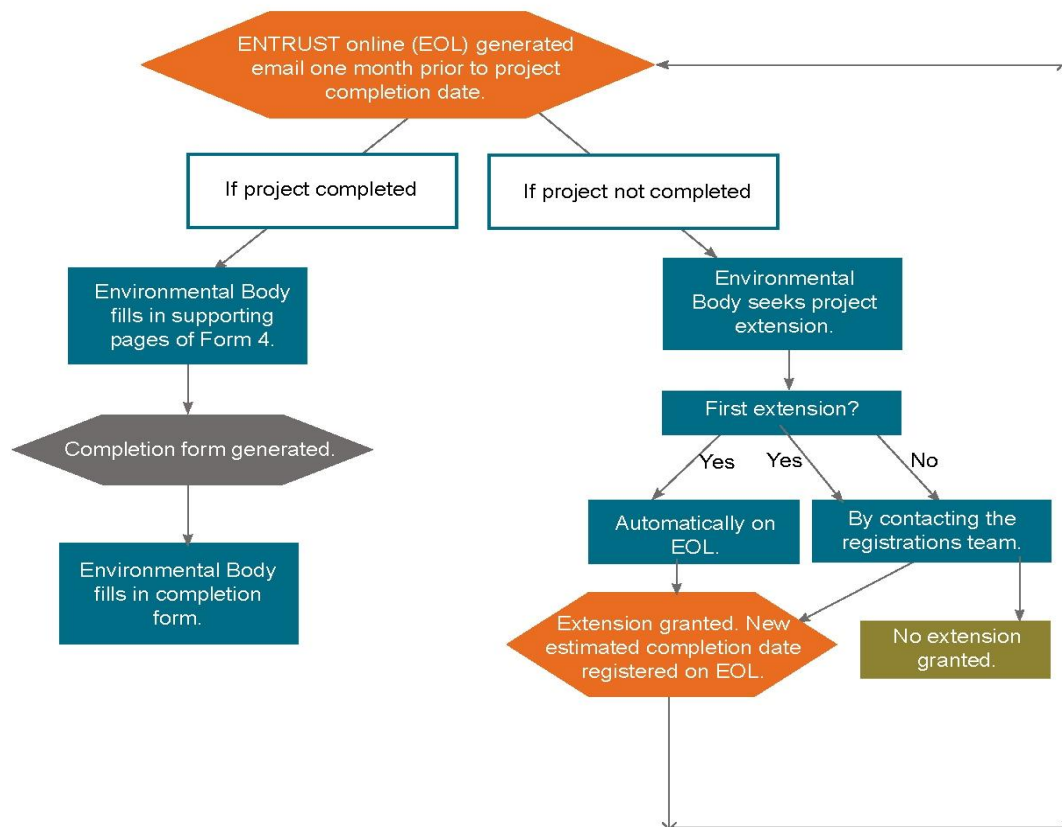 ENTRUST online (EOL) generated
email one month prior to project
completion date.
If project completed
If project not completed
Environmental Body
fills in supporting
pages of Form 4.
Environmental
Body seeks project
extension.
First extension?
Completion form generated.
Yes
Yes
No
Automatically on
EOL.
By contacting the
registrations team.
Environmental Body
fills in completion
form.
Extension granted. New
estimated completion date
registered on EOL.
No extension
granted.